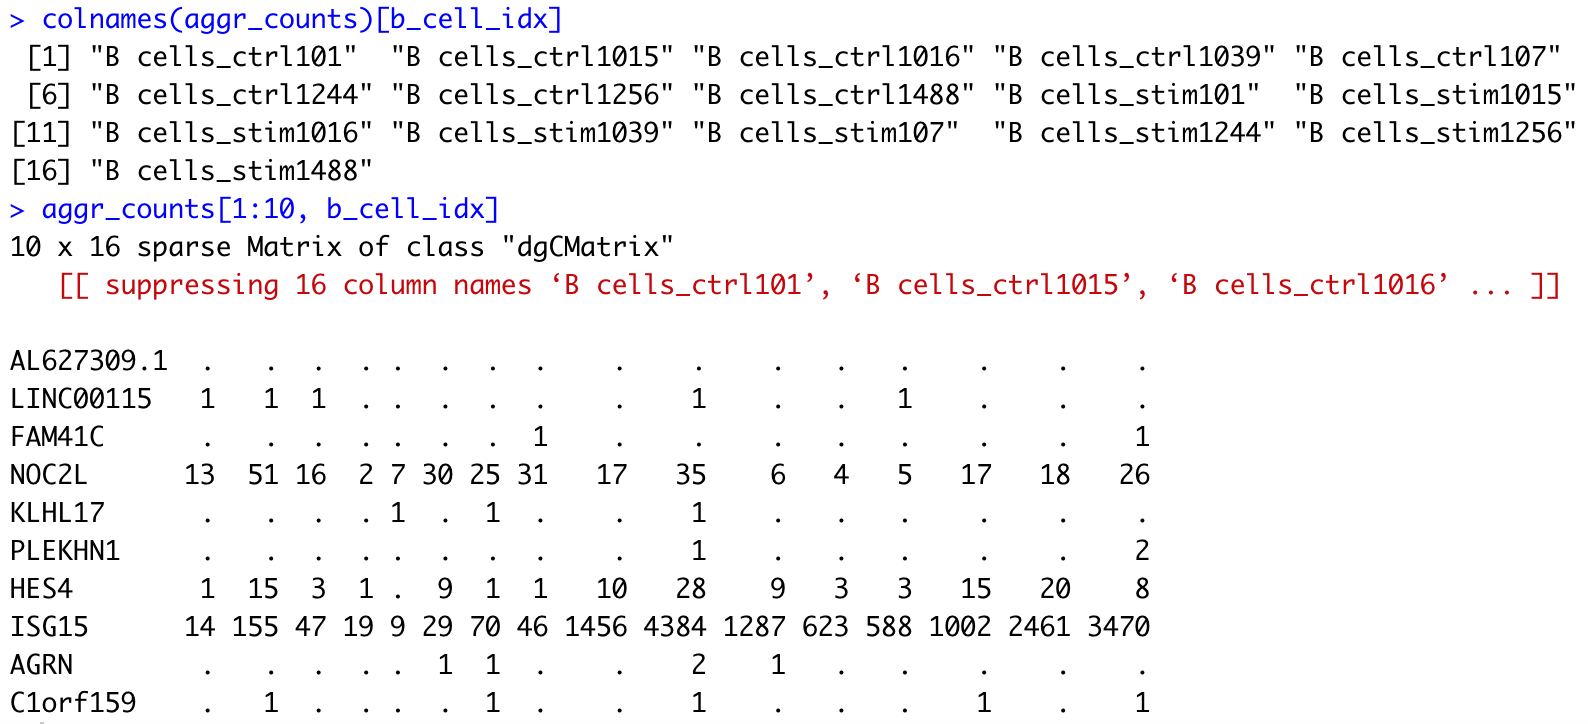 > colnames(aggr_counts)[b_cell_idx]
 [1] "B cells_ctrl101"  "B cells_ctrl1015" "B cells_ctrl1016" "B cells_ctrl1039" "B cells_ctrl107"
 [6] "B cells_ctrl1244" "B cells_ctrl1256" "B cells_ctrl1488" "B cells_stim101"  "B cells_stim1015"
[11] "B cells_stim1016" "B cells_stim1039" "B cells_stim107"  "B cells_stim1244" "B cells_stim1256"
[16] "B cells_stim1488"
> aggr_counts[1:10, b_cell_idx]
10 x 16 sparse Matrix of class "dgCMatrix"
   [[ suppressing 16 column names ‘B cells_ctrl101’, ‘B cells_ctrl1015’, ‘B cells_ctrl1016’ ... ]]
AL627309.1  .   .  .  . .  .  .  .    .    .    .   .   .    .    .    .
LINC00115   1   1  1  . .  .  .  .    .    1    .   .   1    .    .    .
FAM41C      .   .  .  . .  .  .  1    .    .    .   .   .    .    .    1
NOC2L      13  51 16  2 7 30 25 31   17   35    6   4   5   17   18   26
KLHL17      .   .  .  . 1  .  1  .    .    1    .   .   .    .    .    .
PLEKHN1     .   .  .  . .  .  .  .    .    1    .   .   .    .    .    2
HES4        1  15  3  1 .  9  1  1   10   28    9   3   3   15   20    8
ISG15      14 155 47 19 9 29 70 46 1456 4384 1287 623 588 1002 2461 3470
AGRN        .   .  .  . .  1  1  .    .    2    1   .   .    .    .    .
C1orf159    .   1  .  . .  .  1  .    .    1    .   .   .    1    .    1